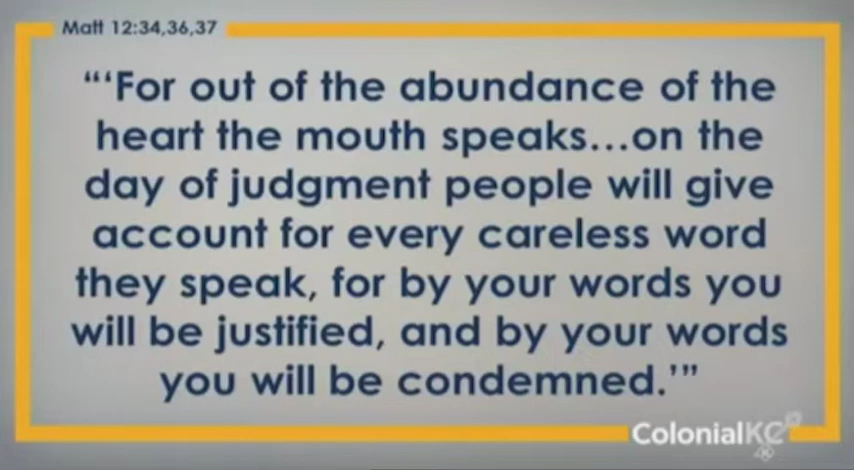 Matt 12:34,36,37
“‘For out of the abundance of the
heart the mouth speaks...on the
day of judgment people will give
account for every careless word
they speak, for by your words you
will be justified, and by your words
you will be condemned.’”
ColonialKC